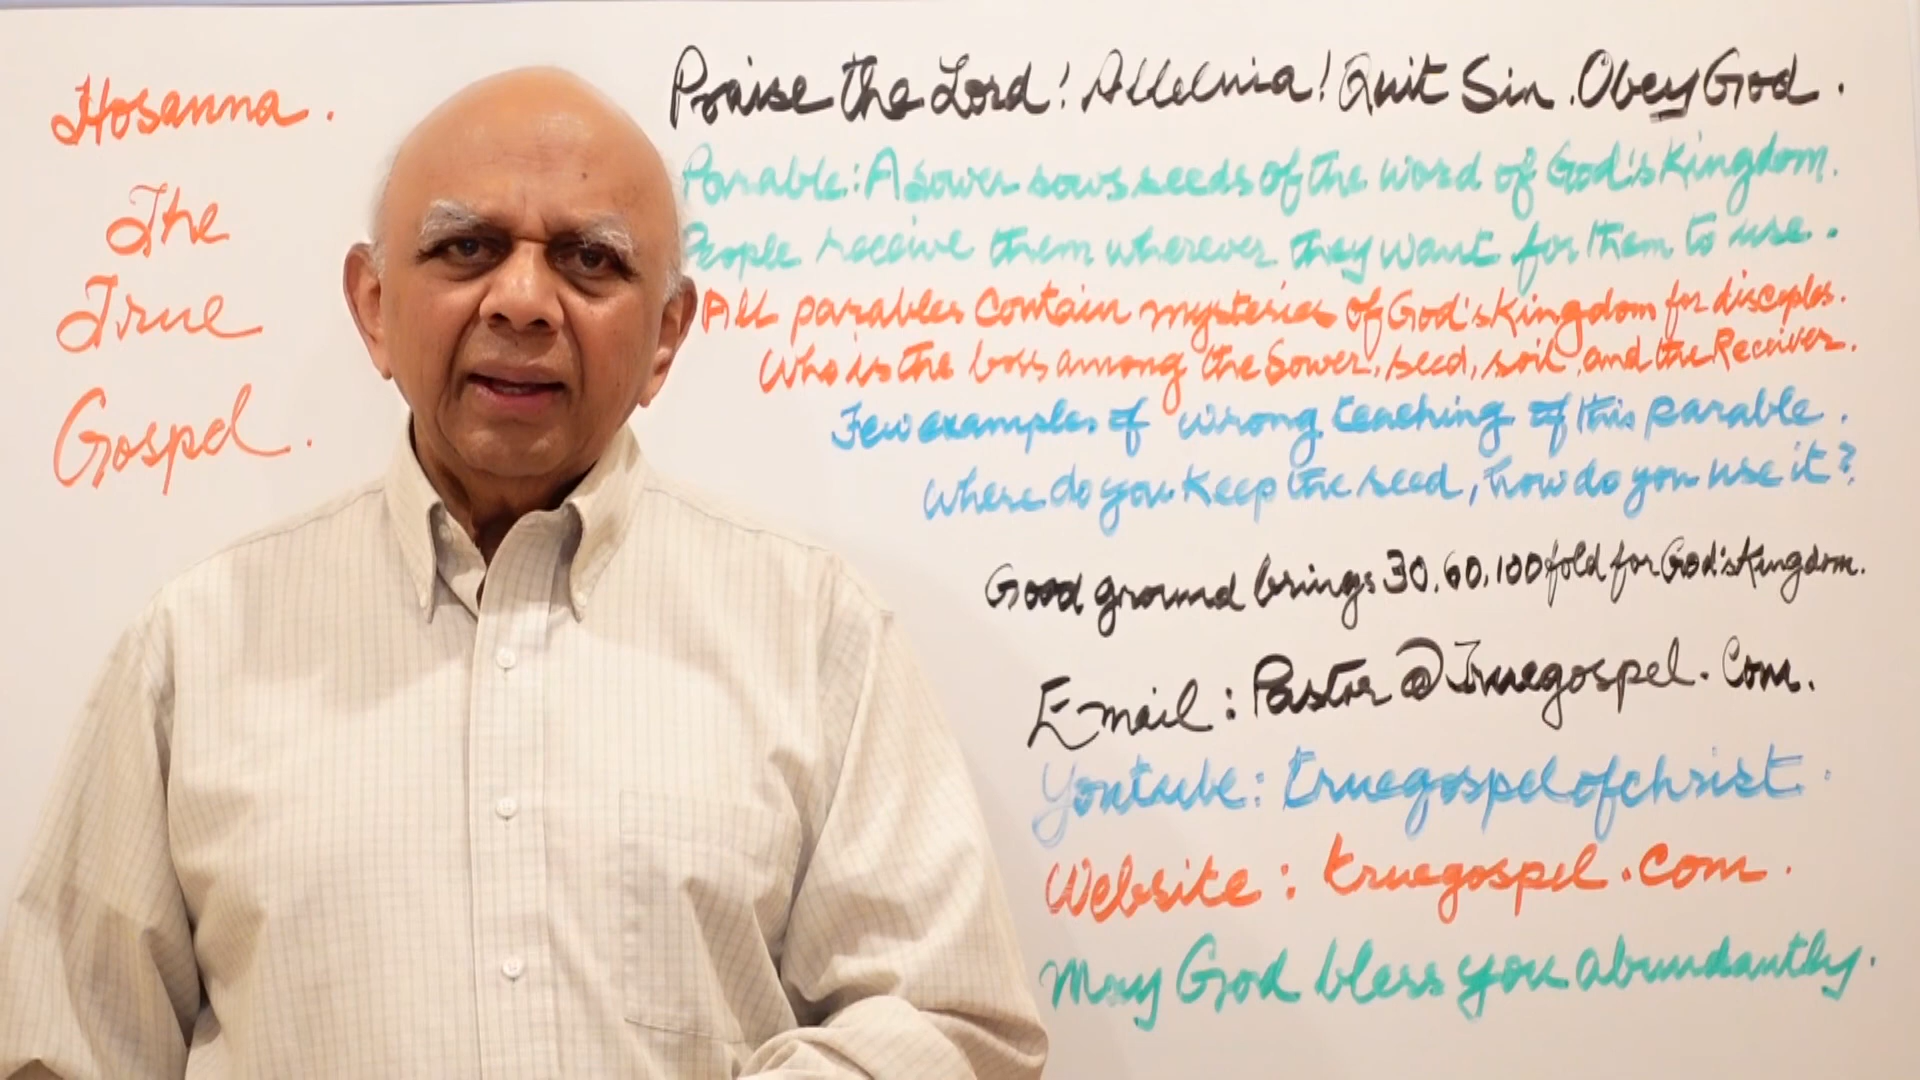 Hosanna.
The
True
Gospel.
Praise the Lord! Alleluia! Quit Sin. Obey God.
Parable: A sower sows seeds of the word of God's Kingdom.
People receive them wherever they want for them to use.
All parables contain mysteries of God's Kingdom for disciples.
Who is the boss among the Sower, seed, soil, and the Receiver.
Few examples of wrong teaching of this parable.
Where do you keep the seed, how do you use it?
Good ground brings 30, 60, 100 fold for God's Kingdom.
E-mail: Pastor@Truegospel.Com.
Youtube: truegospelofchrist.
Website: truegospel.com.
May God bless you abundantly.